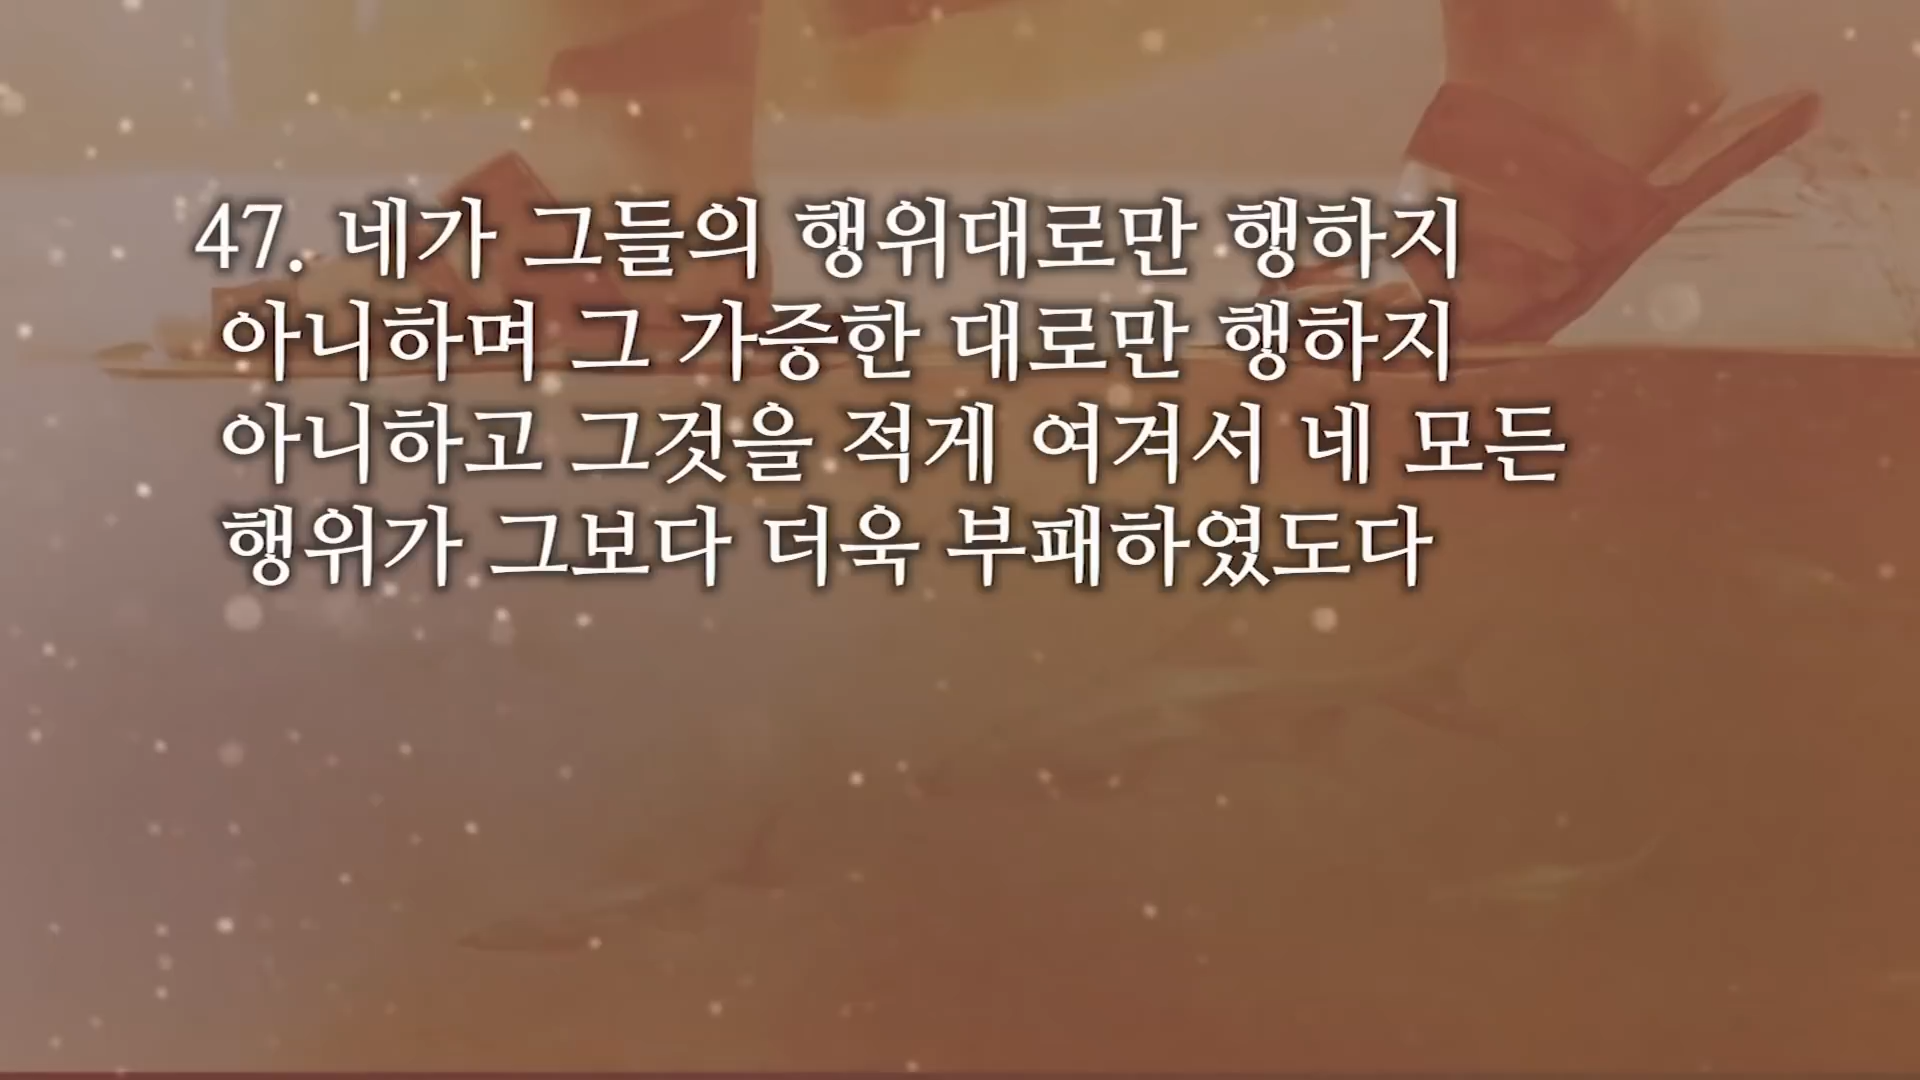 47. 네가 그들의 행위대로만 행하지
아니하며 그 가증한 대로만 행하지
아니하고 그것을 적게 여겨서 네 모든
행위가 그보다 더욱 부패하였도다